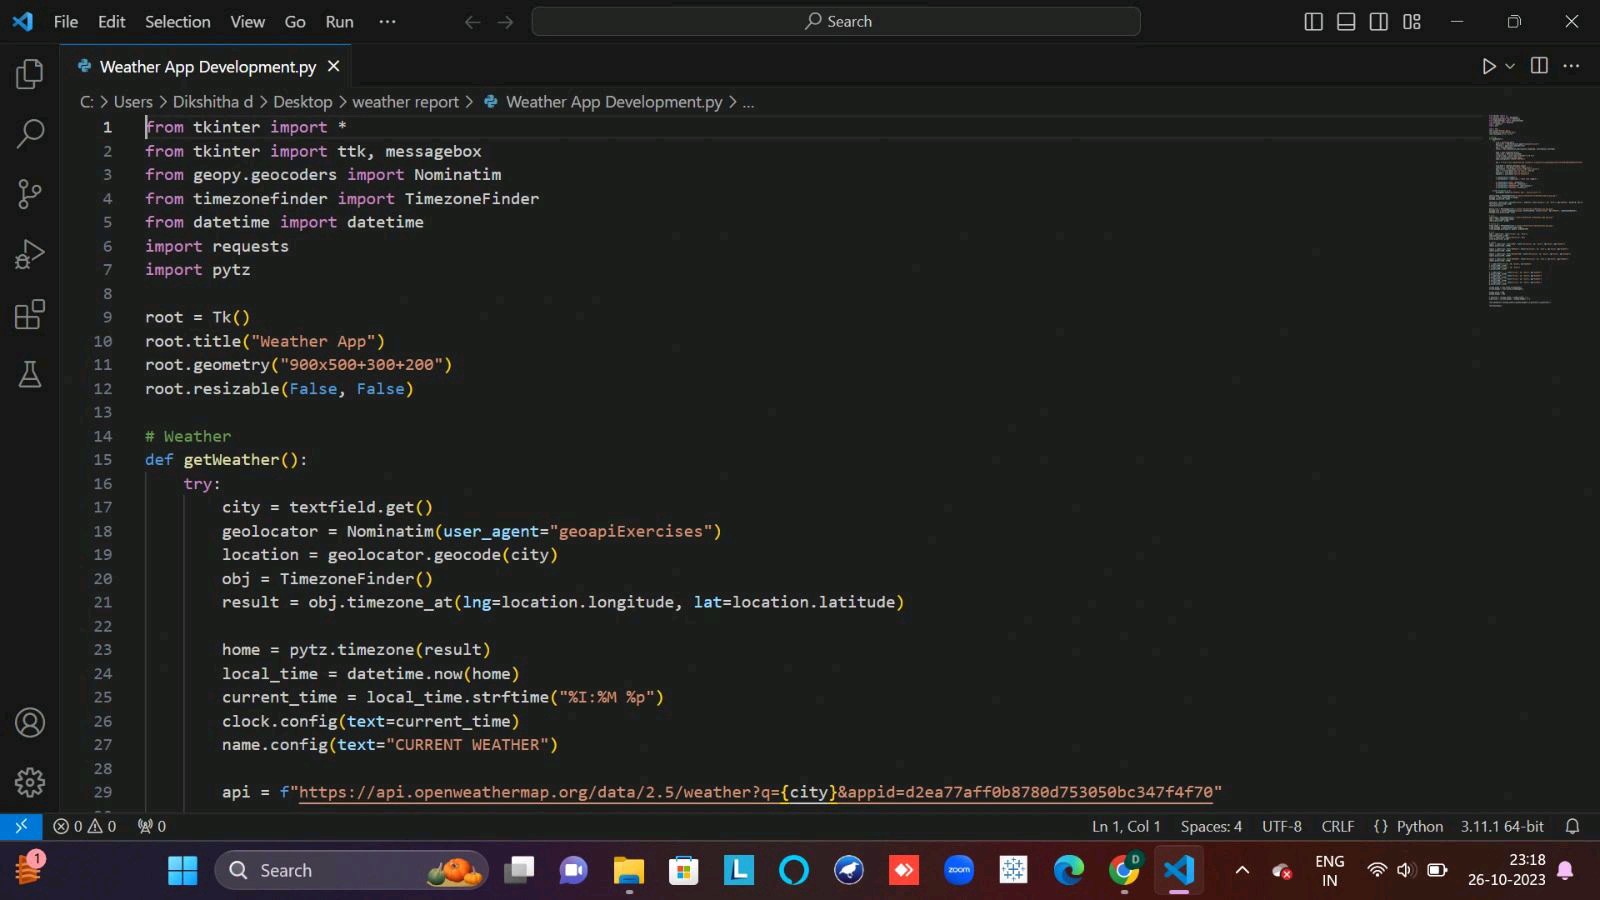 File Edit Selection View Go Run ... Search
Weather App Development.py
C: > Users > Dikshitha d > Desktop > weather report > Weather App Development.py > ...
1 from tkinter import *
2 from tkinter import ttk, messagebox
3 from geopy.geocoders import Nominatim
4 from timezonefinder import TimezoneFinder
5 from datetime import datetime
6 import requests
7 import pytz
8
9 root = Tk()
10 root.title("Weather App")
11 root.geometry("900x500+300+200")
12 root.resizable(False, False)
13
14 # Weather
15 def getWeather():
16 try:
17 city = textfield.get()
18 geolocator = Nominatim(user_agent="geoapiExercises")
19 location = geolocator.geocode(city)
20 obj = TimezoneFinder()
21 result = obj.timezone_at(lng=location.longitude, lat=location.latitude)
22
23 home = pytz.timezone(result)
24 local_time = datetime.now(home)
25 current_time = local_time.strftime("%I:%M %p")
26 clock.config(text=current_time)
27 name.config(text="CURRENT WEATHER")
28
29 api = f"https://api.openweathermap.org/data/2.5/weather?q={city}&appid=d2ea77aff0b8780d753050bc347f4f70"
0 0 0 Ln 1, Col 1 Spaces: 4 UTF-8 CRLF {} Python 3.11.1 64-bit
1 Search L zoom D ENG 23:18
IN 26-10-2023